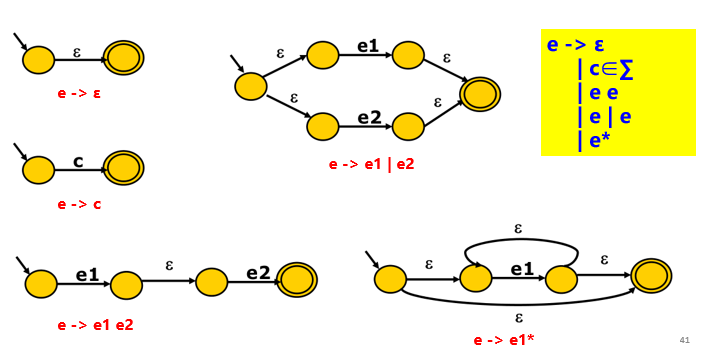 ε
e -> ε
c
e -> c
e1
ε
e2
e -> e1 e2
ε
e1
ε
ε
e2
ε
e -> e1 | e2
e -> ε
| c∈∑
| e e
| e | e
| e*
ε
ε
e1
ε
ε
e -> e1*
41